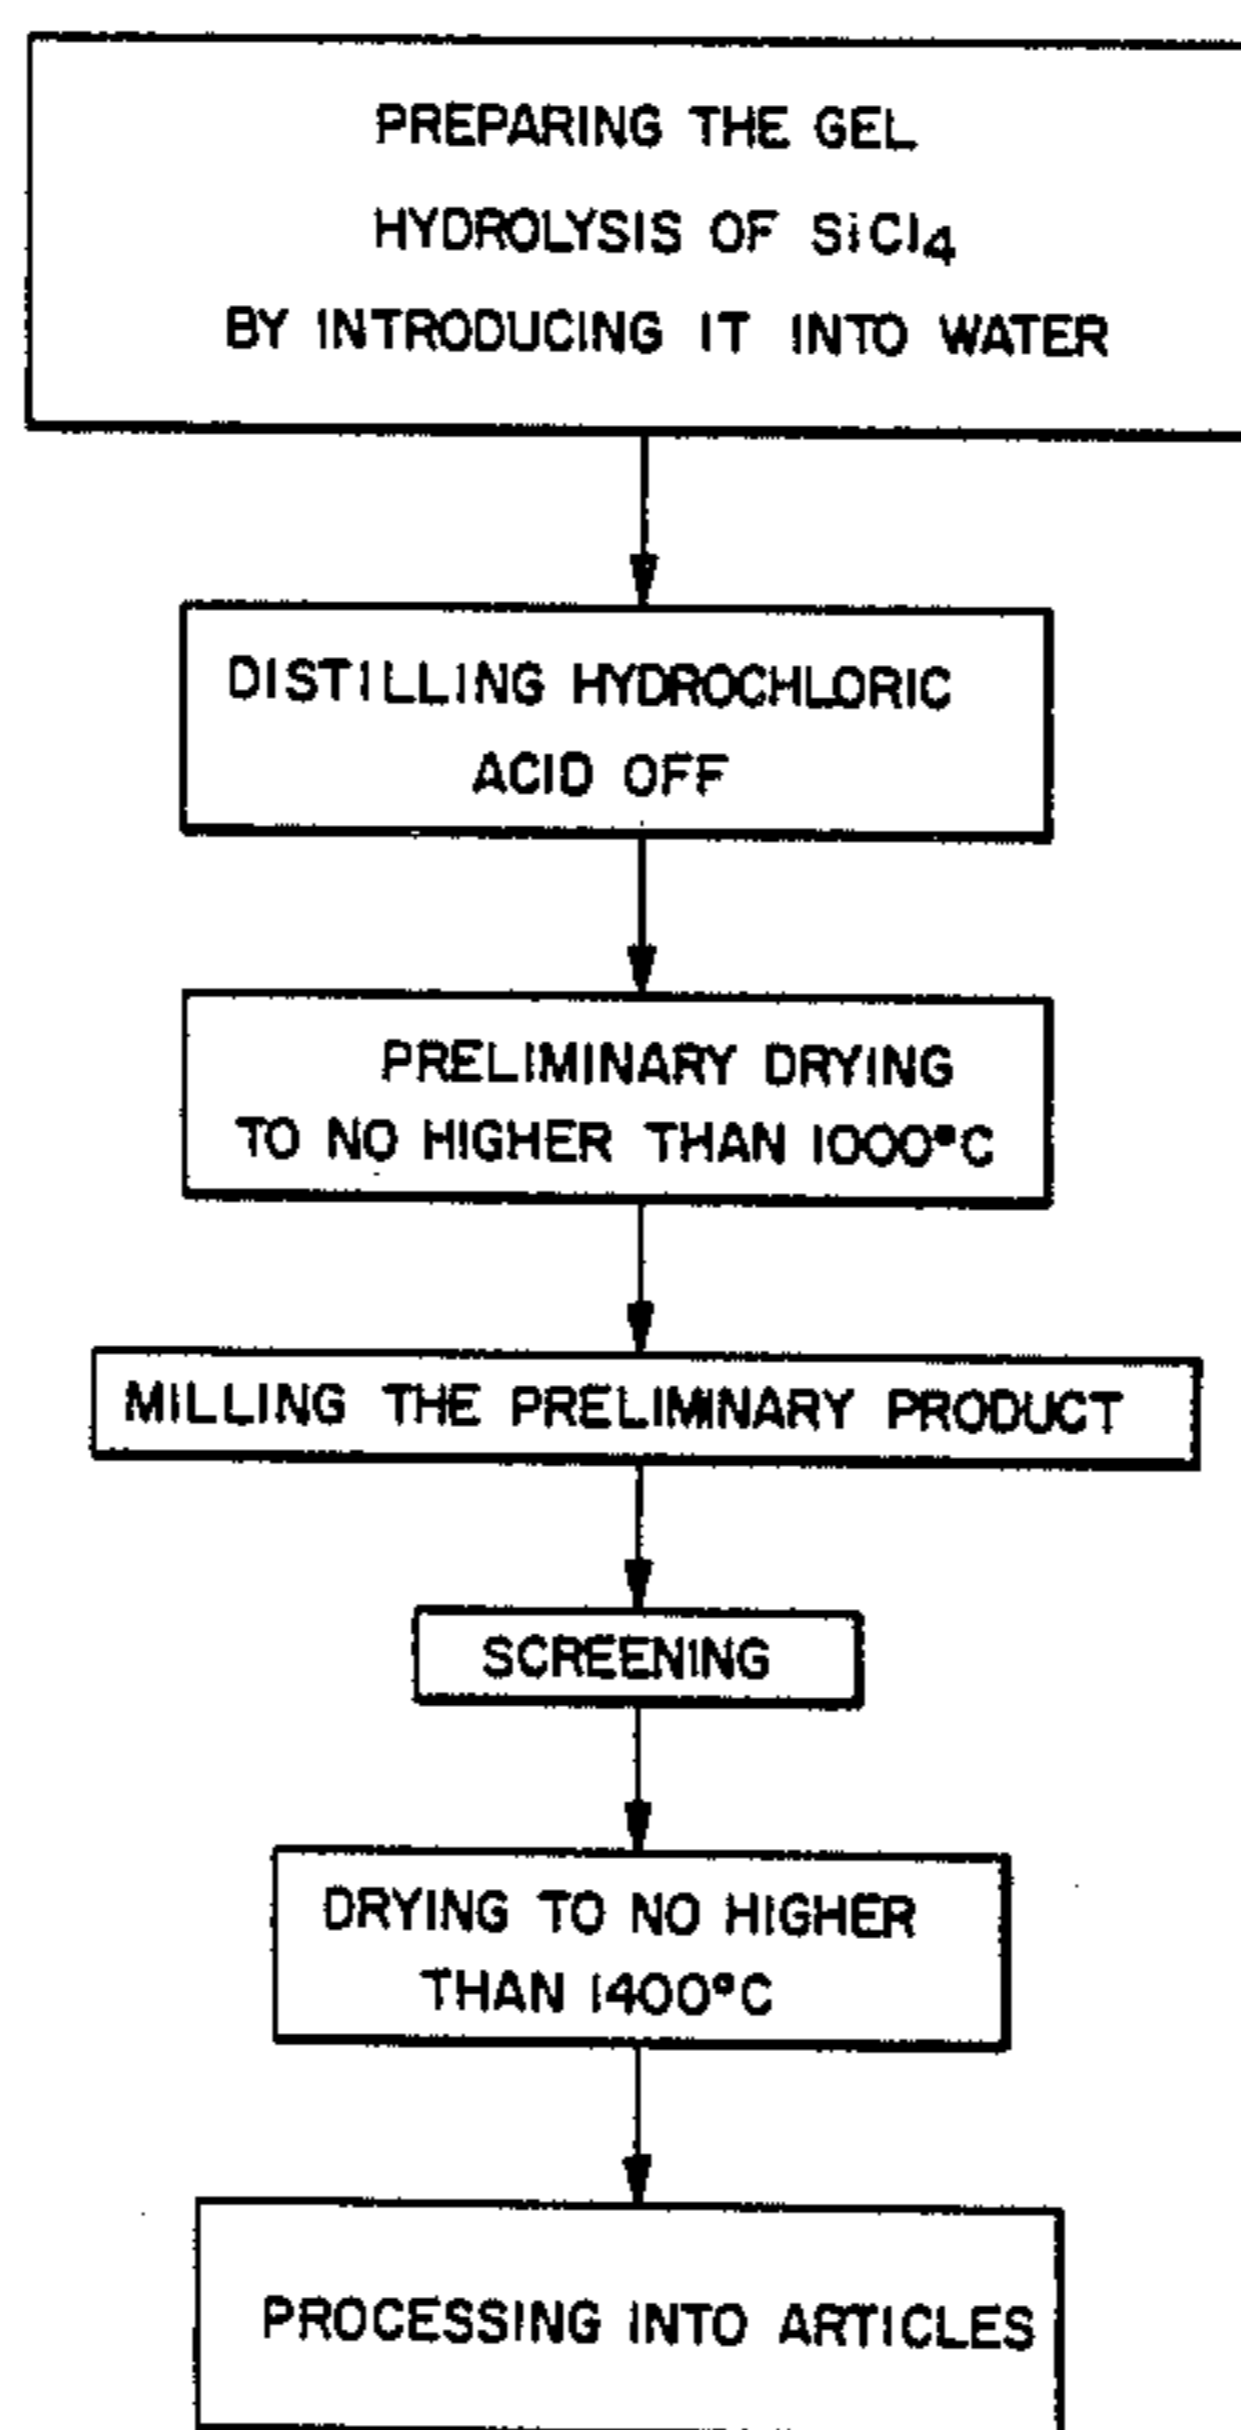 PREPARING THE GEL
HYDROLYSIS OF SiCl4
BY INTRODUCING IT INTO WATER
DISTILLING HYDROCHLORIC
ACID OFF
PRELIMINARY DRYING
TO NO HIGHER THAN 1000°C
MILLING THE PRELIMINARY PRODUCT
SCREENING
DRYING TO NO HIGHER
THAN 1400°C
PROCESSING INTO ARTICLES